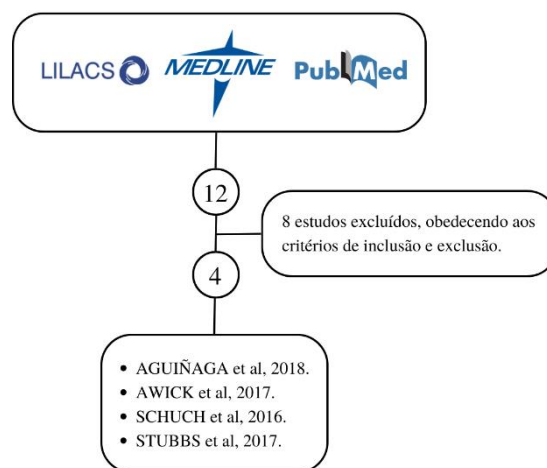 LILACS MEDLINE PubMed
12
8 estudos excluídos, obedecendo aos
critérios de inclusão e exclusão.
4
• AGUIÑAGA et al, 2018.
• AWICK et al, 2017.
• SCHUCH et al, 2016.
• STUBBS et al, 2017.